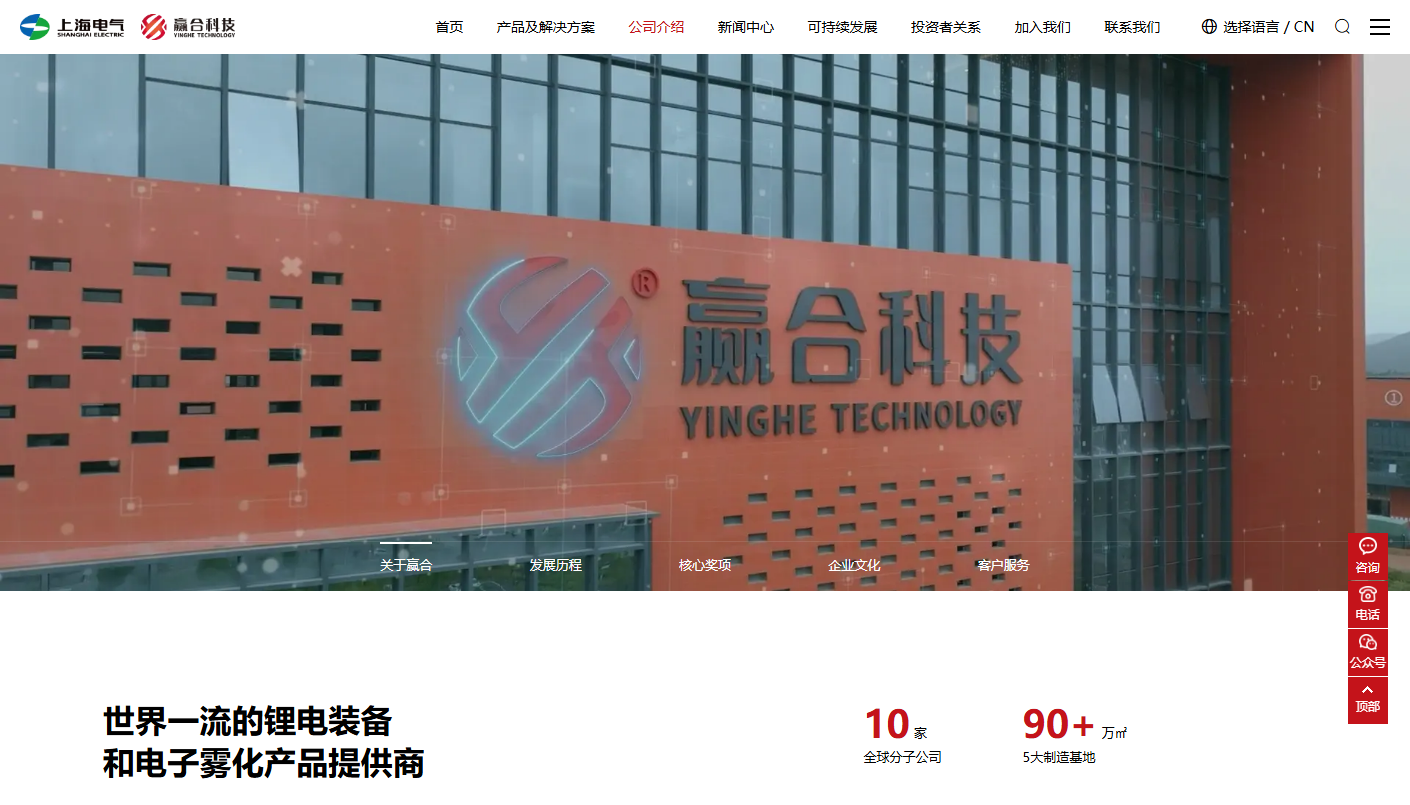 上海电气
SHANGHAI ELECTRIC
赢合科技
YINGHE TECHNOLOGY
首页
产品及解决方案
公司介绍
新闻中心
可持续发展
投资者关系
加入我们
联系我们
选择语言 / CN
®
赢合科技
YINGHE TECHNOLOGY
①
关于赢合
发展历程
核心奖项
企业文化
客户服务
咨询
电话
公众号
顶部
世界一流的锂电装备
和电子雾化产品提供商
10 家
全球分子公司
90+ 万㎡
5大制造基地